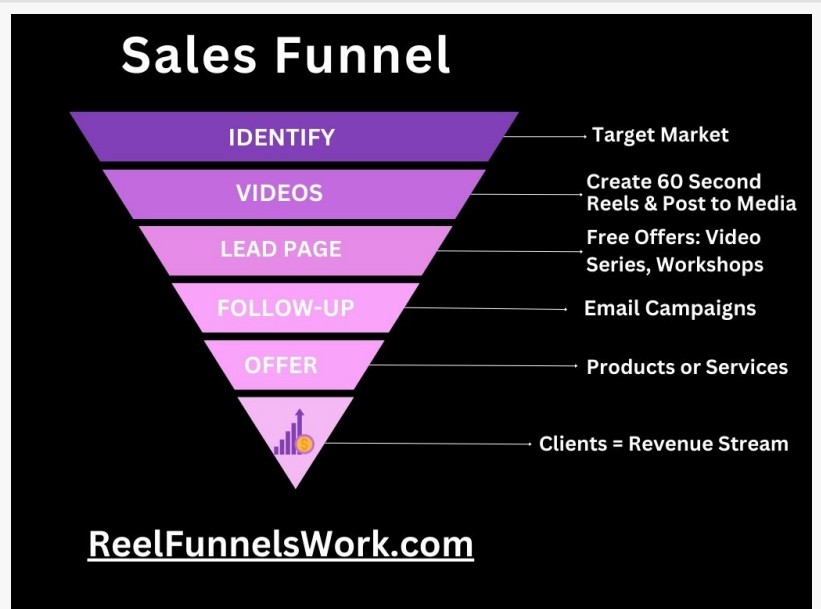 Sales Funnel
IDENTIFY
Target Market
VIDEOS
Create 60 Second
Reels & Post to Media
LEAD PAGE
Free Offers: Video
Series, Workshops
FOLLOW-UP
Email Campaigns
OFFER
Products or Services
$
Clients = Revenue Stream
ReelFunnelsWork.com